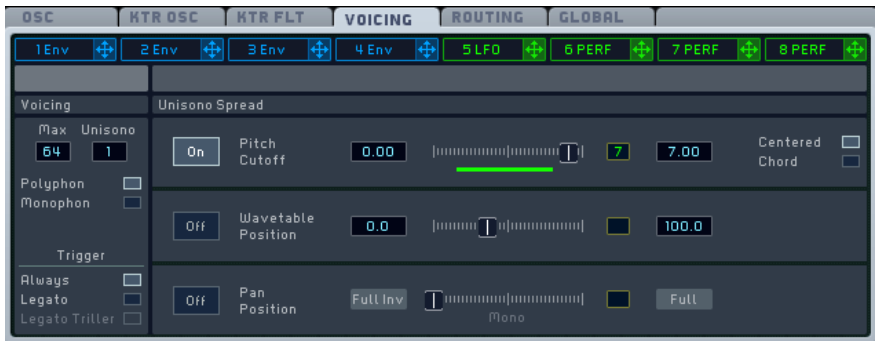 OSC KTR OSC KTR FLT VOICING ROUTING GLOBAL
1 Env 2 Env 3 Env 4 Env 5 LFO 6 PERF 7 PERF 8 PERF
Voicing Unisono Spread
Max Unisono
64 1
Polyphon
Monophon
Trigger
Always
Legato
Legato Triller
On Pitch Cutoff 0.00 7 7.00 Centered
Chord
Off Wavetable Position 0.0 100.0
Off Pan Position Full Inv Mono Full